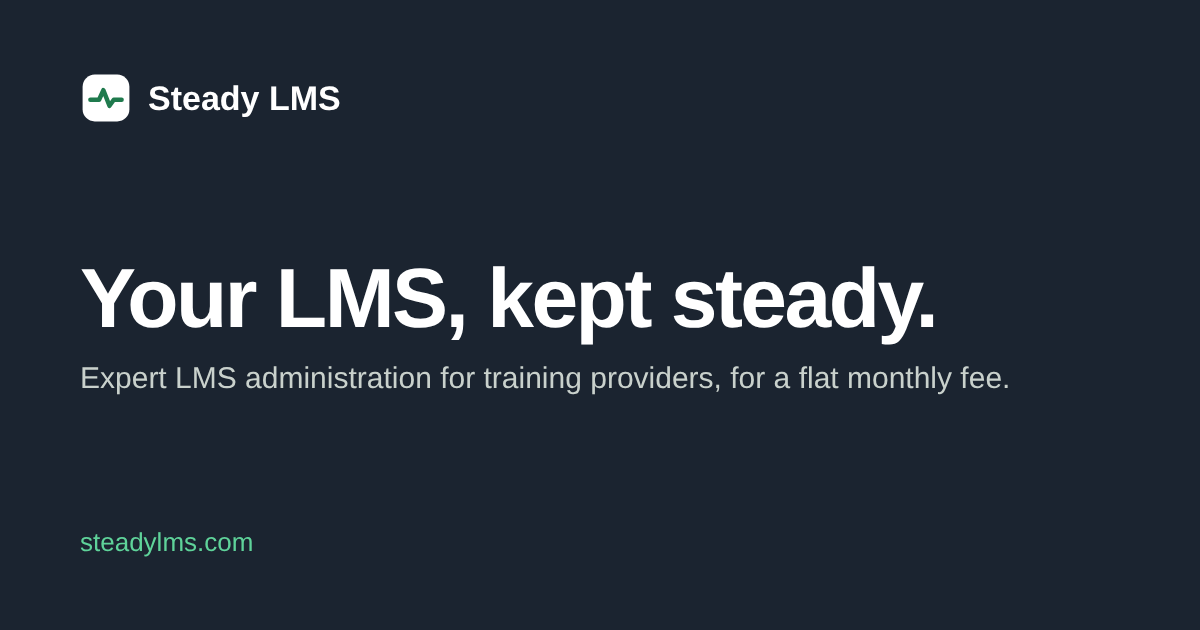 Steady LMS
Your LMS, kept steady.
Expert LMS administration for training providers, for a flat monthly fee.
steadylms.com